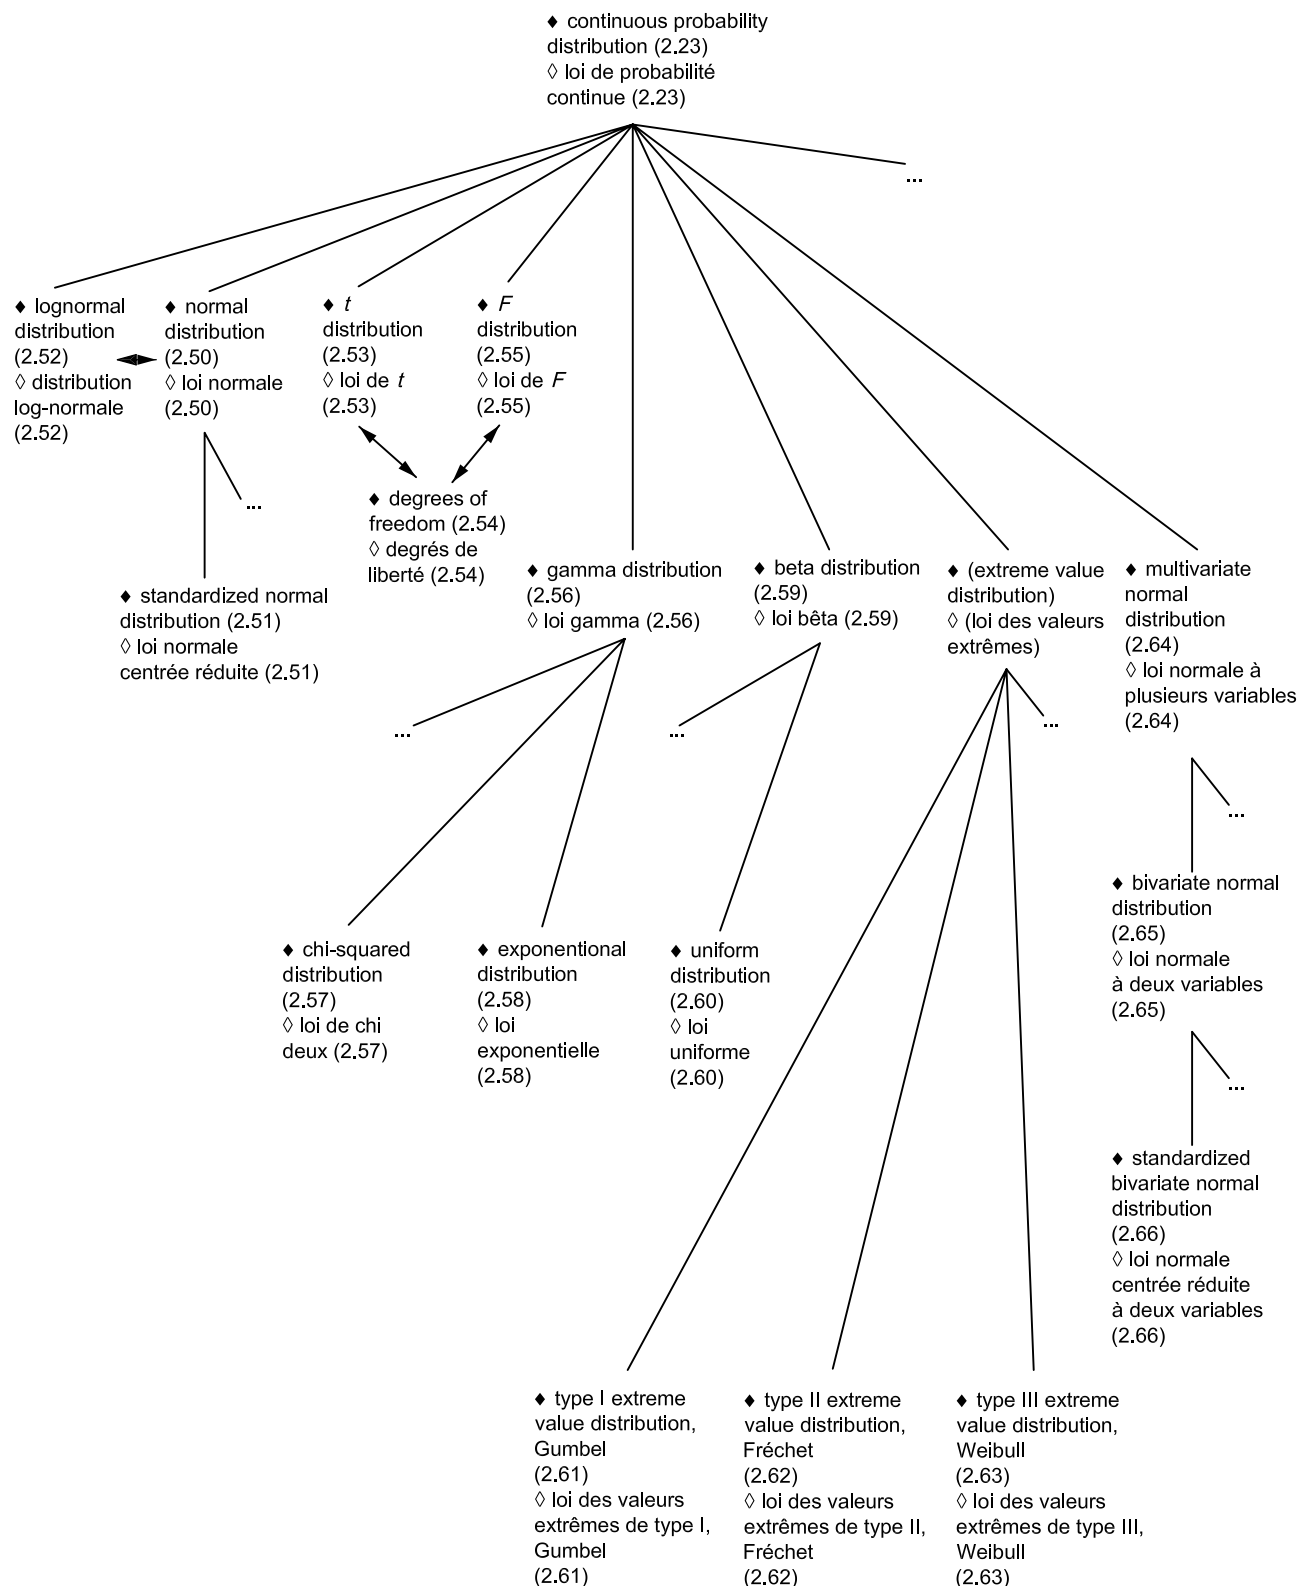 ♦ continuous probability
distribution (2.23)
◊ loi de probabilité
continue (2.23)
...
♦ lognormal
distribution
(2.52)
◊ distribution
log-normale
(2.52)
♦ normal
distribution
(2.50)
◊ loi normale
(2.50)
♦ t
distribution
(2.53)
◊ loi de t
(2.53)
♦ F
distribution
(2.55)
◊ loi de F
(2.55)
...
♦ degrees of
freedom (2.54)
◊ degrés de
liberté (2.54)
♦ standardized normal
distribution (2.51)
◊ loi normale
centrée réduite (2.51)
♦ gamma distribution
(2.56)
◊ loi gamma (2.56)
♦ beta distribution
(2.59)
◊ loi bêta (2.59)
♦ (extreme value
distribution)
◊ (loi des valeurs
extrêmes)
♦ multivariate
normal
distribution
(2.64)
◊ loi normale à
plusieurs variables
(2.64)
...
...
...
...
♦ bivariate normal
distribution
(2.65)
◊ loi normale
à deux variables
(2.65)
♦ chi-squared
distribution
(2.57)
◊ loi de chi
deux (2.57)
♦ exponentional
distribution
(2.58)
◊ loi
exponentielle
(2.58)
♦ uniform
distribution
(2.60)
◊ loi
uniforme
(2.60)
...
♦ standardized
bivariate normal
distribution
(2.66)
◊ loi normale
centrée réduite
à deux variables
(2.66)
♦ type I extreme
value distribution,
Gumbel
(2.61)
◊ loi des valeurs
extrêmes de type I,
Gumbel
(2.61)
♦ type II extreme
value distribution,
Fréchet
(2.62)
◊ loi des valeurs
extrêmes de type II,
Fréchet
(2.62)
♦ type III extreme
value distribution,
Weibull
(2.63)
◊ loi des valeurs
extrêmes de type III,
Weibull
(2.63)